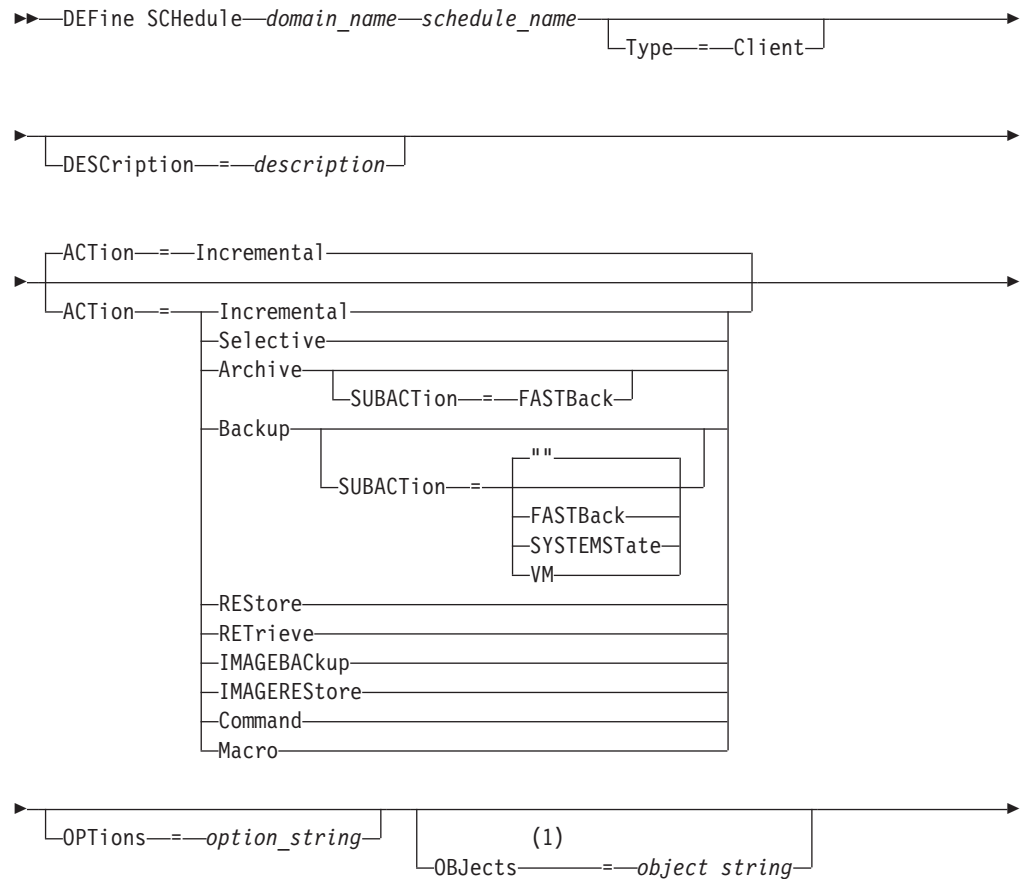 DEFine SCHedule domain_name schedule_name
Type = Client
DESCription = description
ACTion = Incremental
ACTion = Incremental
Selective
Archive
SUBACTion = FASTBack
Backup
""
SUBACTion =
FASTBack
SYSTEMSTate
VM
REStore
RETrieve
IMAGEBACkup
IMAGEREStore
Command
Macro
OPTions = option_string
(1)
OBJects = object string